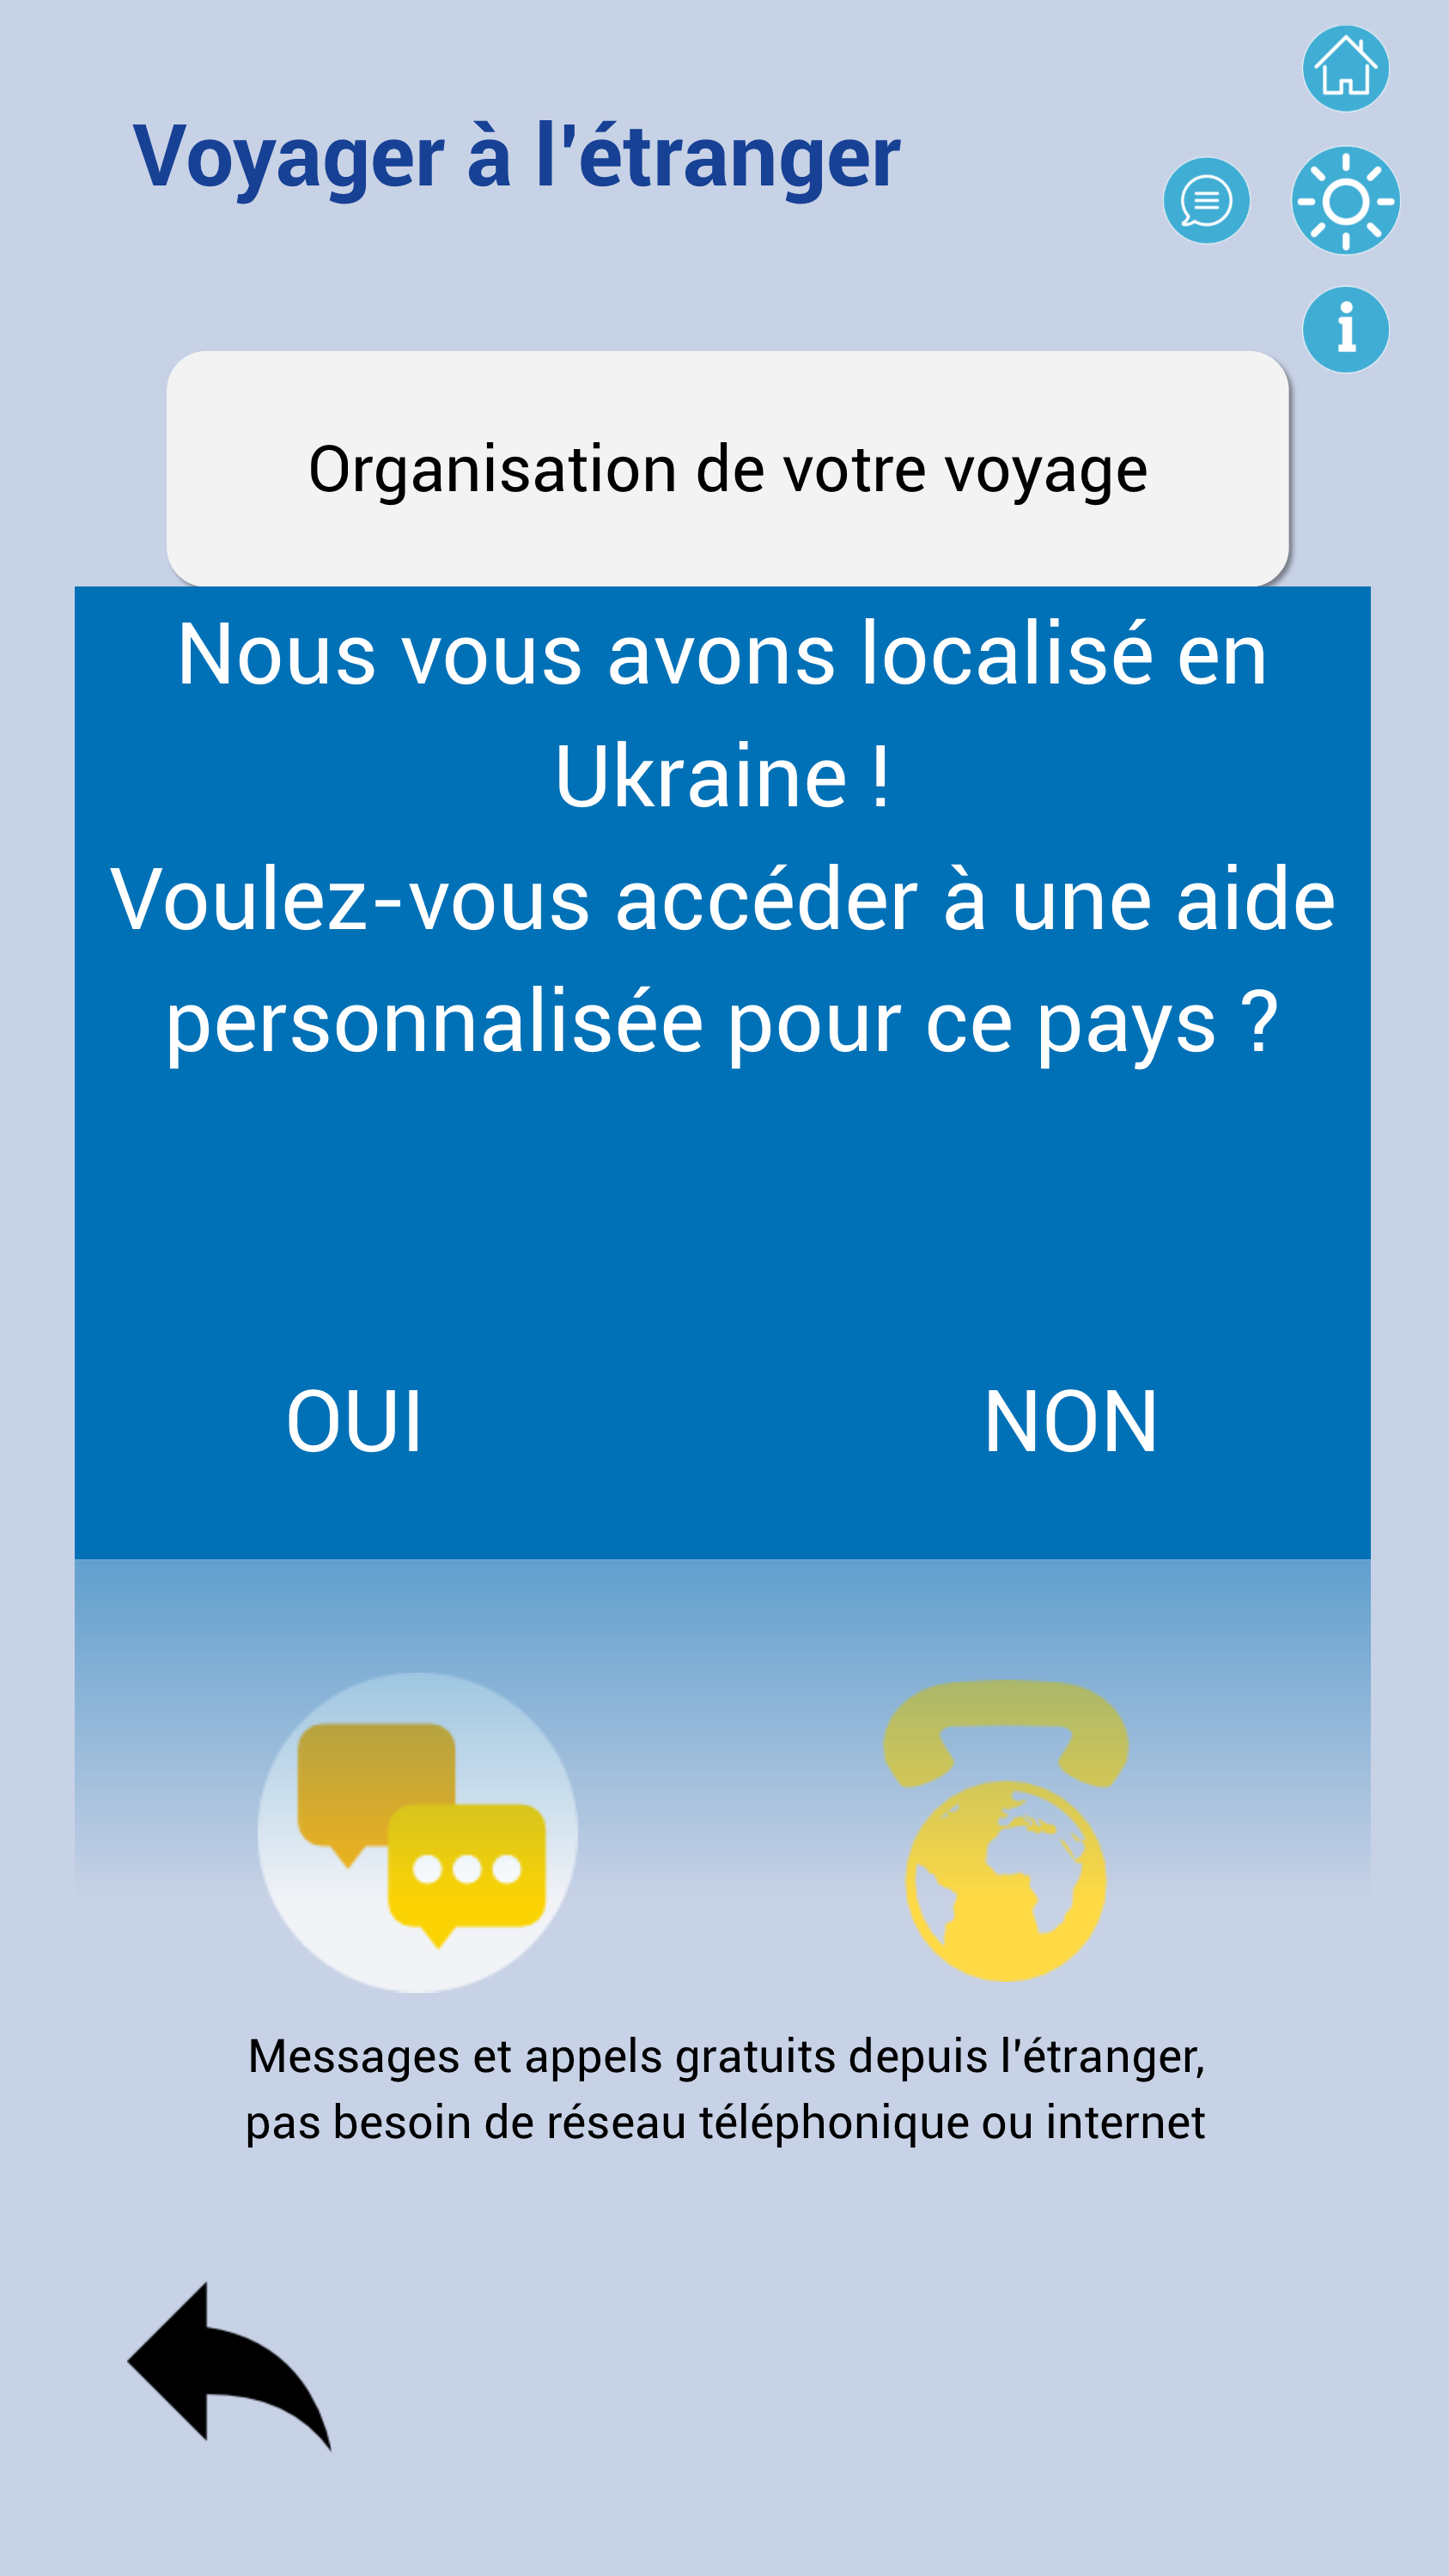 Voyager à l'étranger
Organisation de votre voyage
Nous vous avons localisé en
Ukraine !
Voulez-vous accéder à une aide
personnalisée pour ce pays ?
OUI
NON
Messages et appels gratuits depuis l'étranger,
pas besoin de réseau téléphonique ou internet